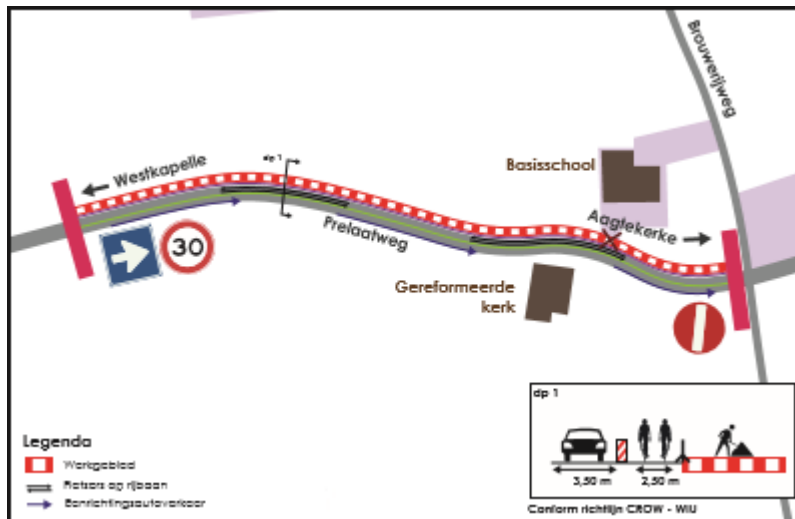 Brouwerijweg
dp 1
Westkapelle
Basisschool
Aagtekerke
Prelaatweg
30
Gereformeerde
kerk
dp 1
3,50 m
2,50 m
Legenda
Werkgebied
Fietsers op rijbaan
Eenrichtingsautoverkeer
Conform richtlijn CROW - WIU